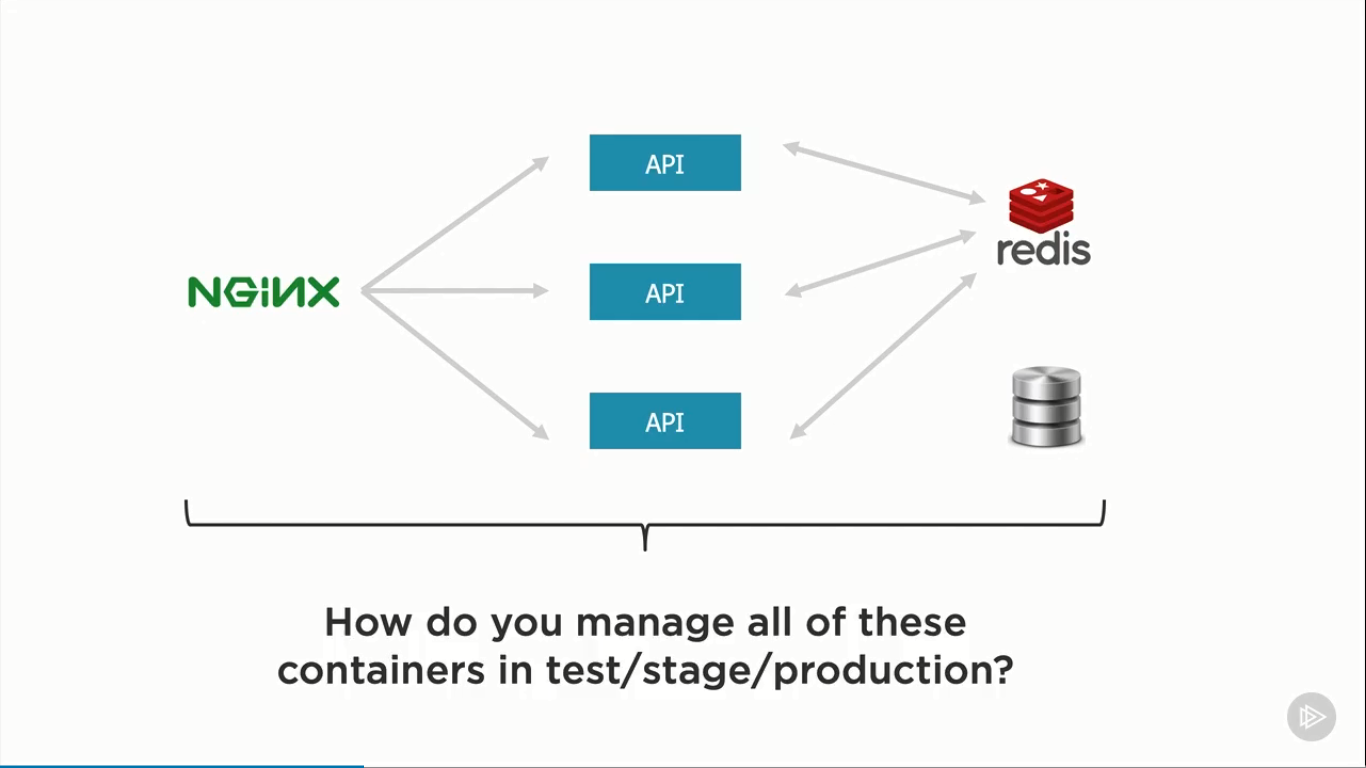 API
NGINX
API
API
redis
How do you manage all of these
containers in test/stage/production?